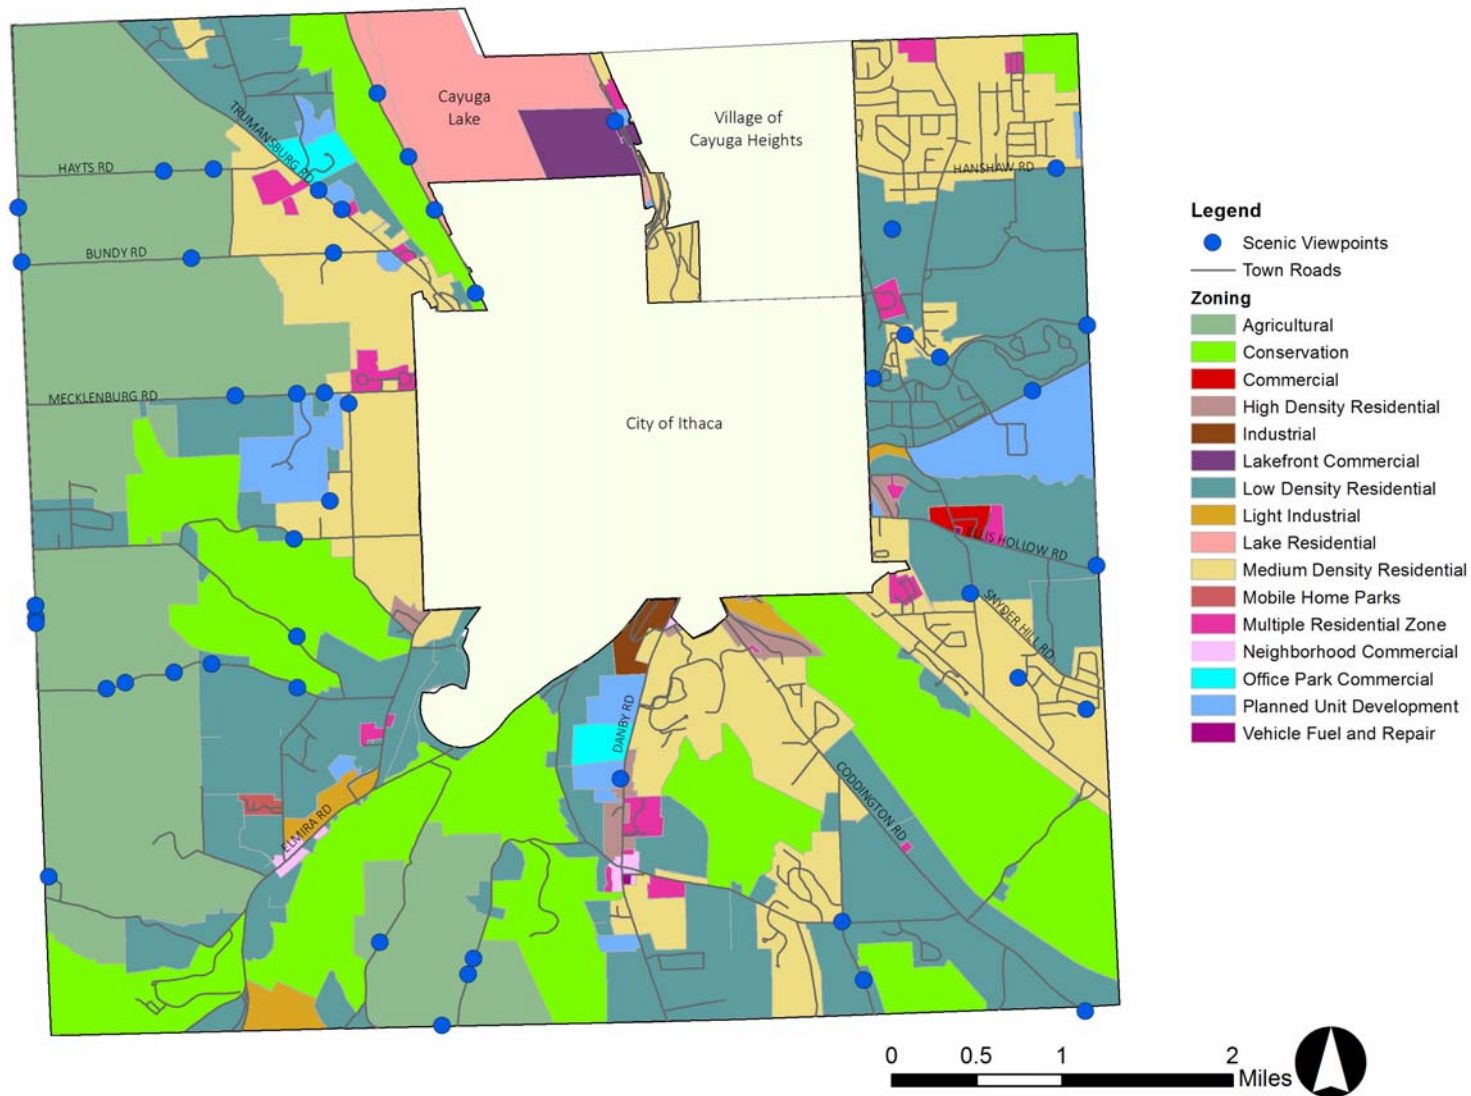 Cayuga
Lake
Village of
Cayuga Heights
TRUMANSBURG RD
HAYTS RD
HANSHAW RD
BUNDY RD
MECKLENBURG RD
City of Ithaca
ELLIS HOLLOW RD
SNYDER HILL RD
DANBY RD
CODDINGTON RD
ELMIRA RD
Legend
Scenic Viewpoints
Town Roads
Zoning
Agricultural
Conservation
Commercial
High Density Residential
Industrial
Lakefront Commercial
Low Density Residential
Light Industrial
Lake Residential
Medium Density Residential
Mobile Home Parks
Multiple Residential Zone
Neighborhood Commercial
Office Park Commercial
Planned Unit Development
Vehicle Fuel and Repair
0 0.5 1 2
Miles